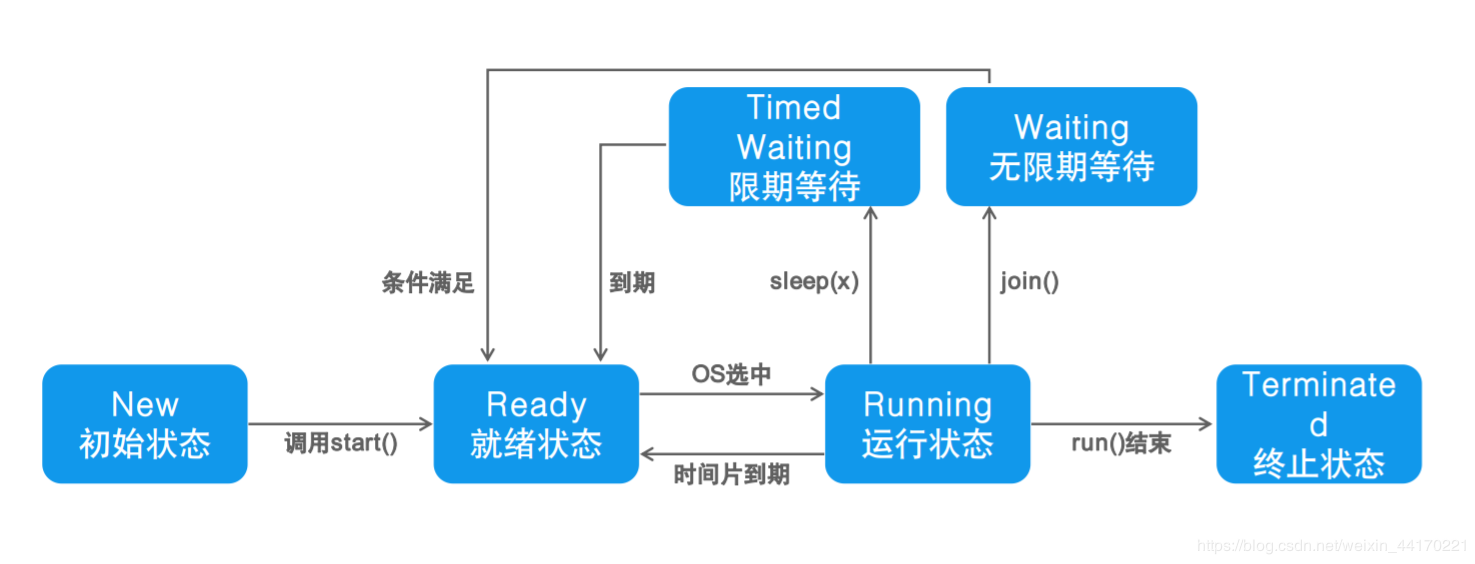 Timed
Waiting
限期等待
Waiting
无限期等待
条件满足
到期
sleep(x)
join()
New
初始状态
调用start()
Ready
就绪状态
OS选中
时间片到期
Running
运行状态
run()结束
Terminate
d
终止状态
https://blog.csdn.net/weixin_44170221